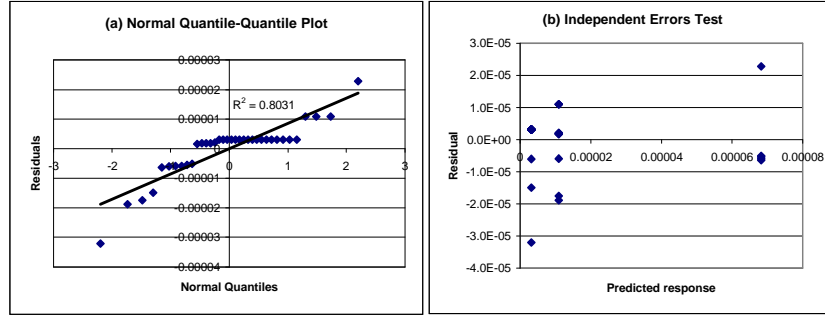 (a) Normal Quantile-Quantile Plot
0.00003
0.00002
0.00001
0
-0.00001
-0.00002
-0.00003
-0.00004
-3
-2
-1
0
1
2
3
R² = 0.8031
Residuals
Normal Quantiles
(b) Independent Errors Test
3.0E-05
2.0E-05
1.0E-05
0.0E+00
-1.0E-05
-2.0E-05
-3.0E-05
-4.0E-05
0
0.00002
0.00004
0.00006
0.00008
Residual
Predicted response